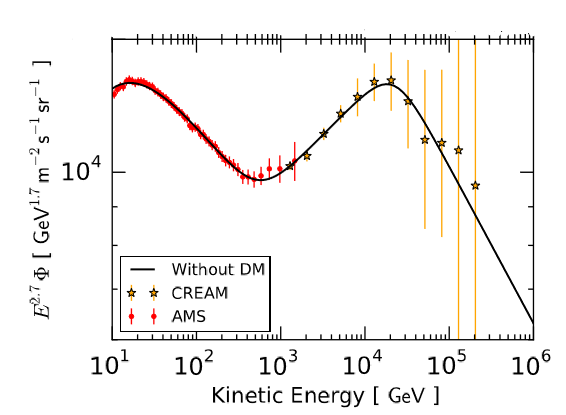 E^2.7 Φ [ GeV^1.7 m^−2 s^−1 sr^−1 ]
10^4
Without DM
CREAM
AMS
10^1 10^2 10^3 10^4 10^5 10^6
Kinetic Energy [ GeV ]